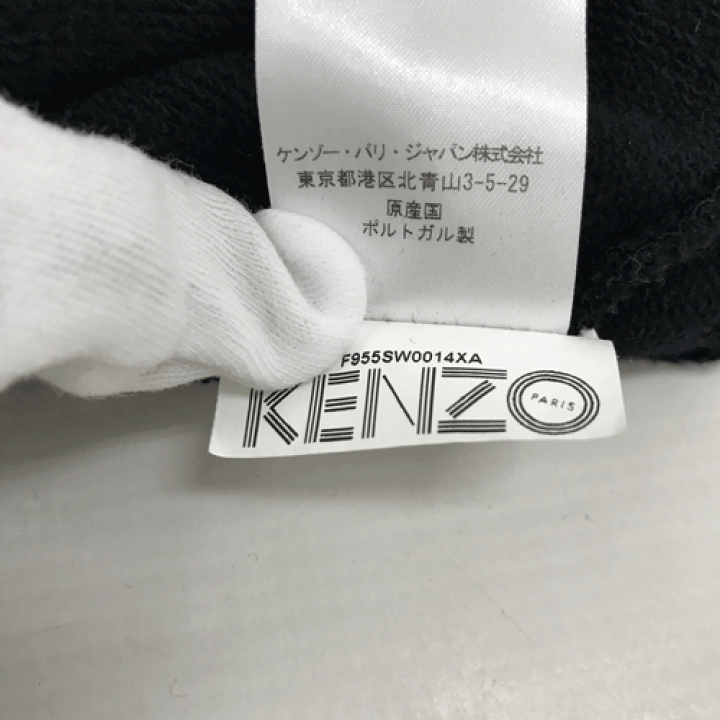 ケンゾー・パリ・ジャパン株式会社
東京都港区北青山3-5-29
原産国
ポルトガル製
F955SW0014XA
KENZO
PARIS